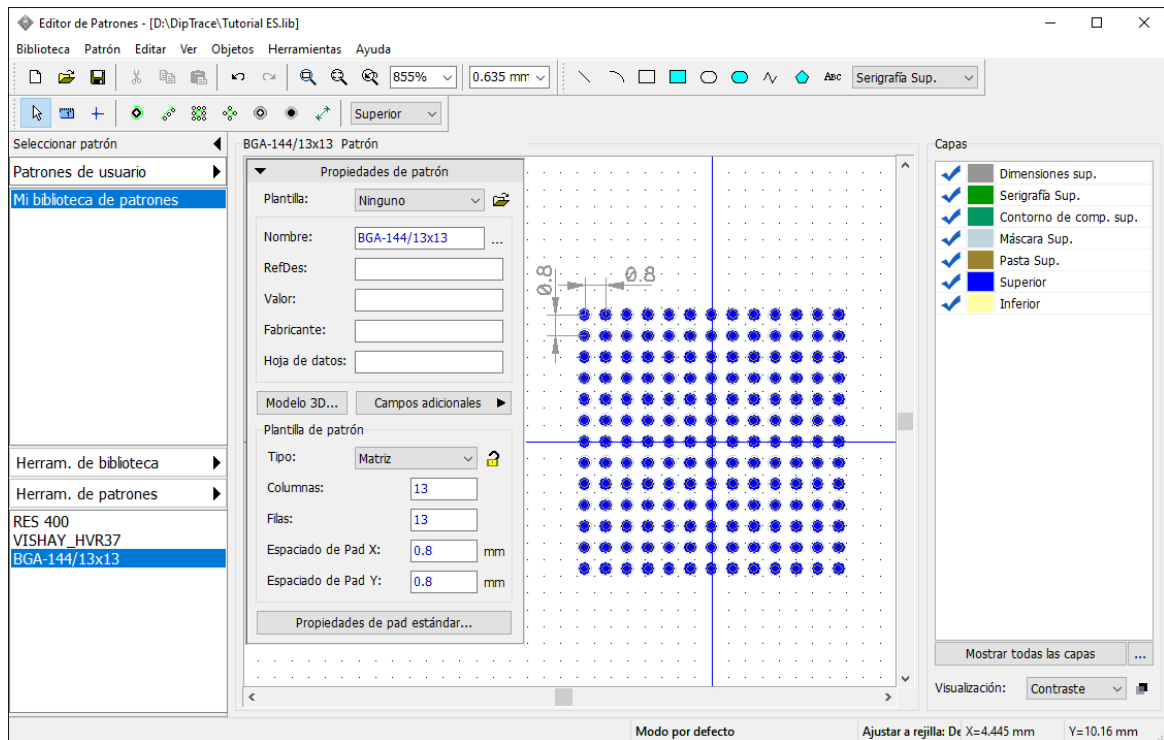 Editor de Patrones - [D:\DipTrace\Tutorial ES.lib]
Biblioteca Patrón Editar Ver Objetos Herramientas Ayuda
855% 0.635 mm ABC Serigrafía Sup.
Superior
Seleccionar patrón
Patrones de usuario
Mi biblioteca de patrones
Herram. de biblioteca
Herram. de patrones
RES 400
VISHAY_HVR37
BGA-144/13x13
BGA-144/13x13 Patrón
Propiedades de patrón
Plantilla: Ninguno
Nombre: BGA-144/13x13 ...
RefDes:
Valor:
Fabricante:
Hoja de datos:
Modelo 3D... Campos adicionales
Plantilla de patrón
Tipo: Matriz
Columnas: 13
Filas: 13
Espaciado de Pad X: 0.8 mm
Espaciado de Pad Y: 0.8 mm
Propiedades de pad estándar...
0.8
0.8
Capas
Dimensiones sup.
Serigrafía Sup.
Contorno de comp. sup.
Máscara Sup.
Pasta Sup.
Superior
Inferior
Mostrar todas las capas ...
Visualización: Contraste
Modo por defecto Ajustar a rejilla: De X=4.445 mm Y=10.16 mm